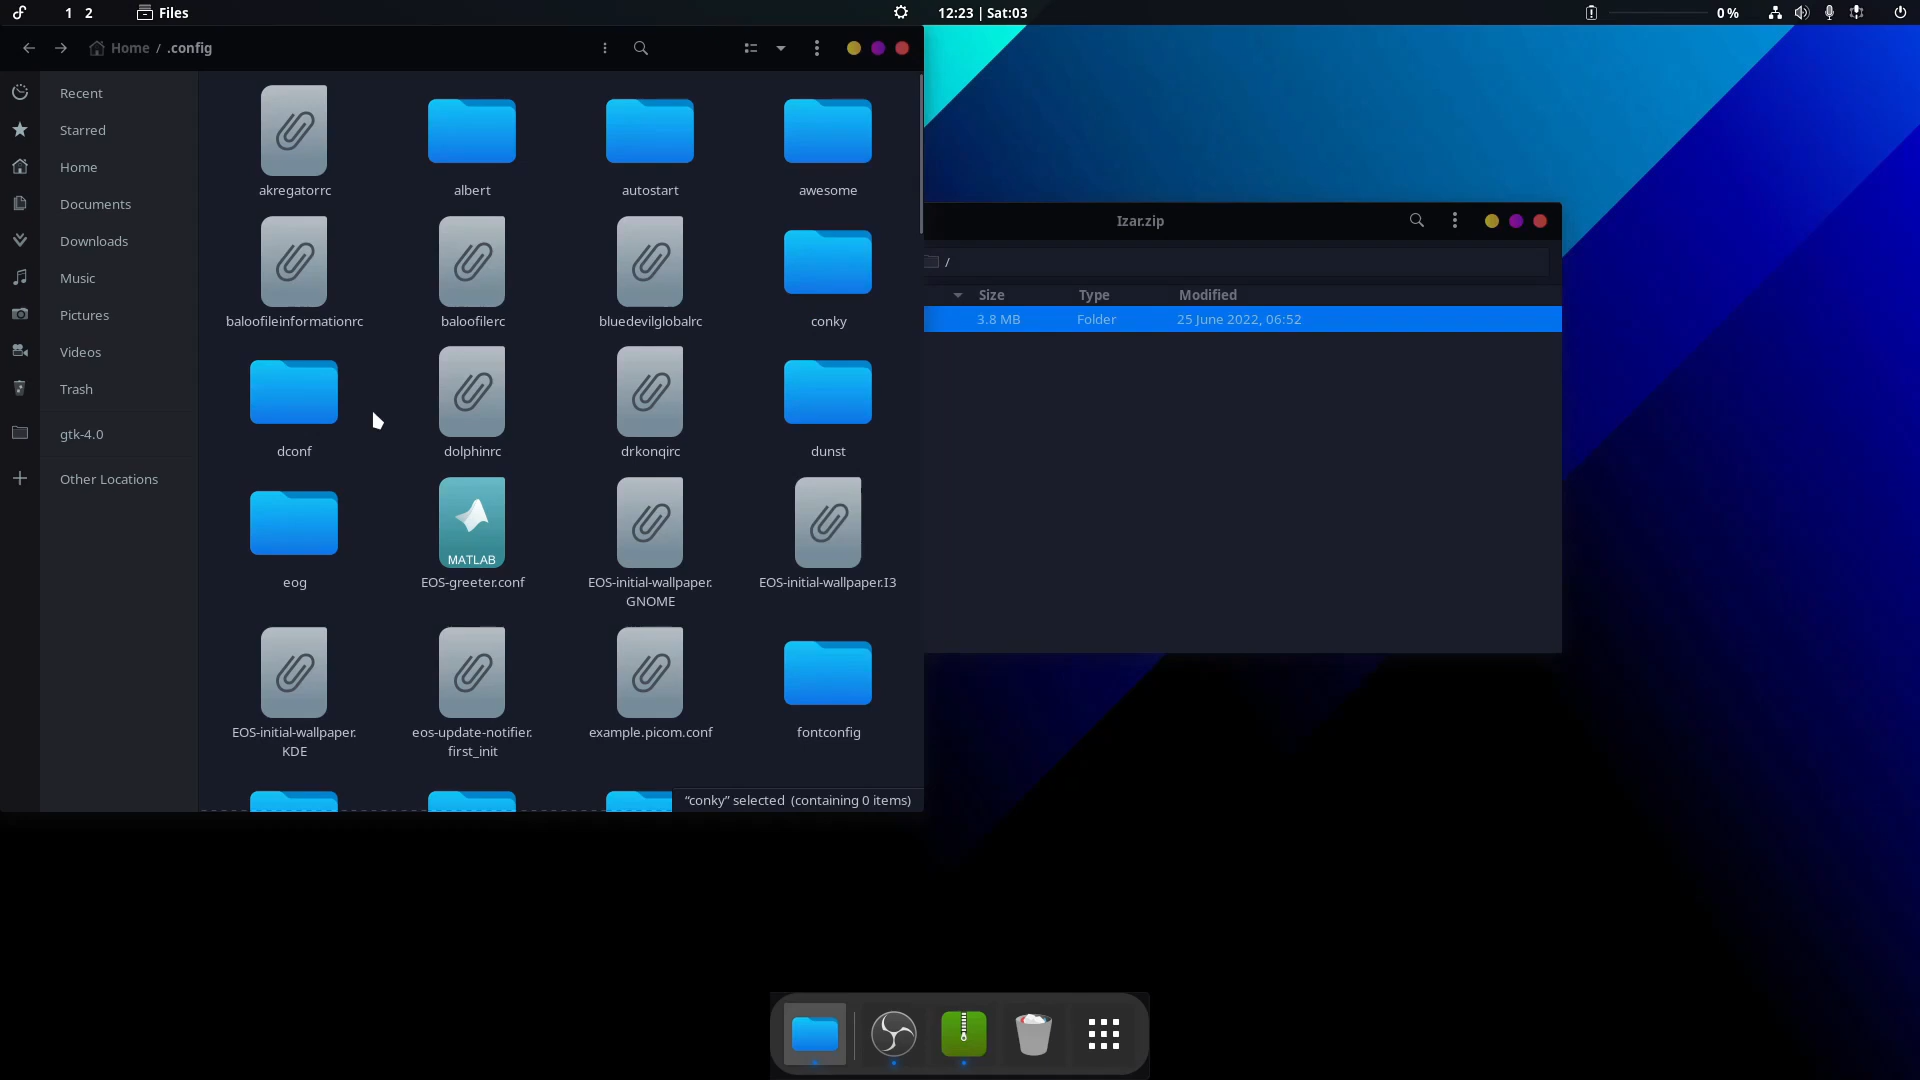 1 2 Files 12:23 | Sat:03 0 %
Home / .config
Recent
Starred
Home
Documents
Downloads
Music
Pictures
Videos
Trash
gtk-4.0
Other Locations
akregatorrc albert autostart awesome
baloofileinformationrc baloofilerc bluedevilglobalrc conky
dconf dolphinrc drkonqirc dunst
MATLAB
eog EOS-greeter.conf EOS-initial-wallpaper. EOS-initial-wallpaper.I3
GNOME
EOS-initial-wallpaper. eos-update-notifier. example.picom.conf fontconfig
KDE first_init
“conky” selected (containing 0 items)
Izar.zip
/
Size Type Modified
3.8 MB Folder 25 June 2022, 06:52